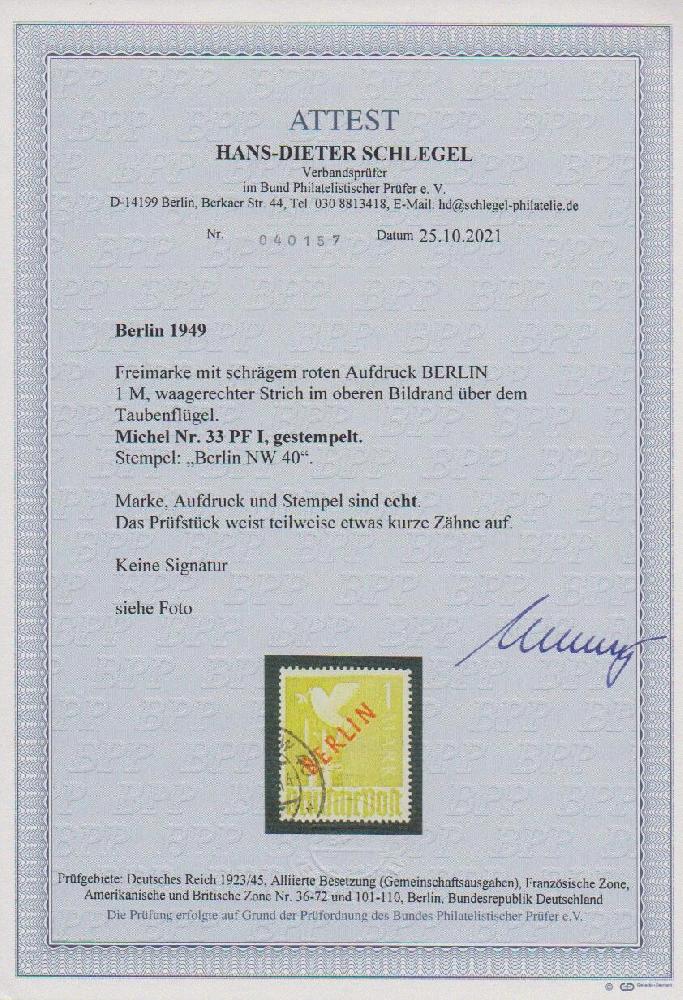 ATTEST
HANS-DIETER SCHLEGEL
Verbandsprüfer
im Bund Philatelistischer Prüfer e. V.
D-14199 Berlin, Berkaer Str. 44, Tel. 030 8813418, E-Mail: hd@schlegel-philatelie.de
Nr. 040157 Datum 25.10.2021
Berlin 1949
Freimarke mit schrägem roten Aufdruck BERLIN
1 M, waagerechter Strich im oberen Bildrand über dem
Taubenflügel.
Michel Nr. 33 PF I, gestempelt.
Stempel: „Berlin NW 40“.
Marke, Aufdruck und Stempel sind echt.
Das Prüfstück weist teilweise etwas kurze Zähne auf.
Keine Signatur
siehe Foto
1 MARK
BERLIN
Deutsche Post
Prüfgebiete: Deutsches Reich 1923/45, Alliierte Besetzung (Gemeinschaftsausgaben), Französische Zone,
Amerikanische und Britische Zone Nr. 36-72 und 101-110, Berlin, Bundesrepublik Deutschland
Die Prüfung erfolgte auf Grund der Prüfordnung des Bundes Philatelistischer Prüfer e.V.